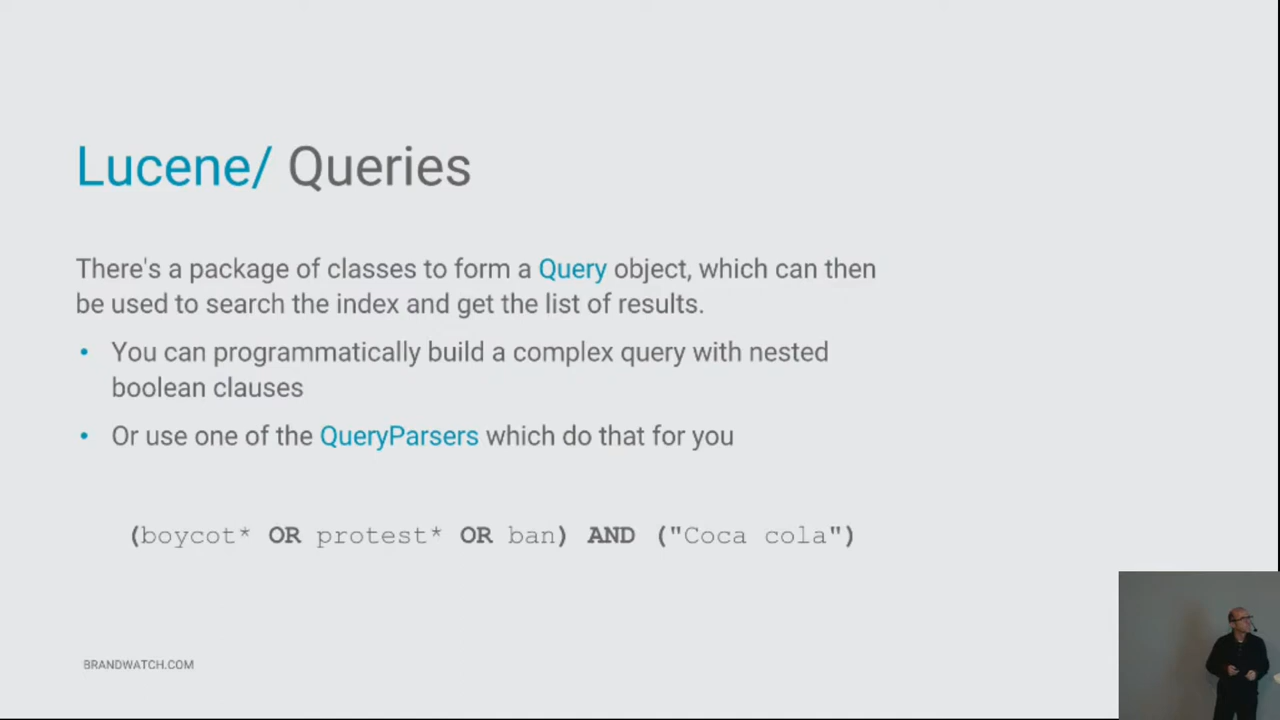 Lucene/ Queries
There's a package of classes to form a Query object, which can then
be used to search the index and get the list of results.
• You can programmatically build a complex query with nested
boolean clauses
• Or use one of the QueryParsers which do that for you
(boycot* OR protest* OR ban) AND ("Coca cola")
BRANDWATCH.COM